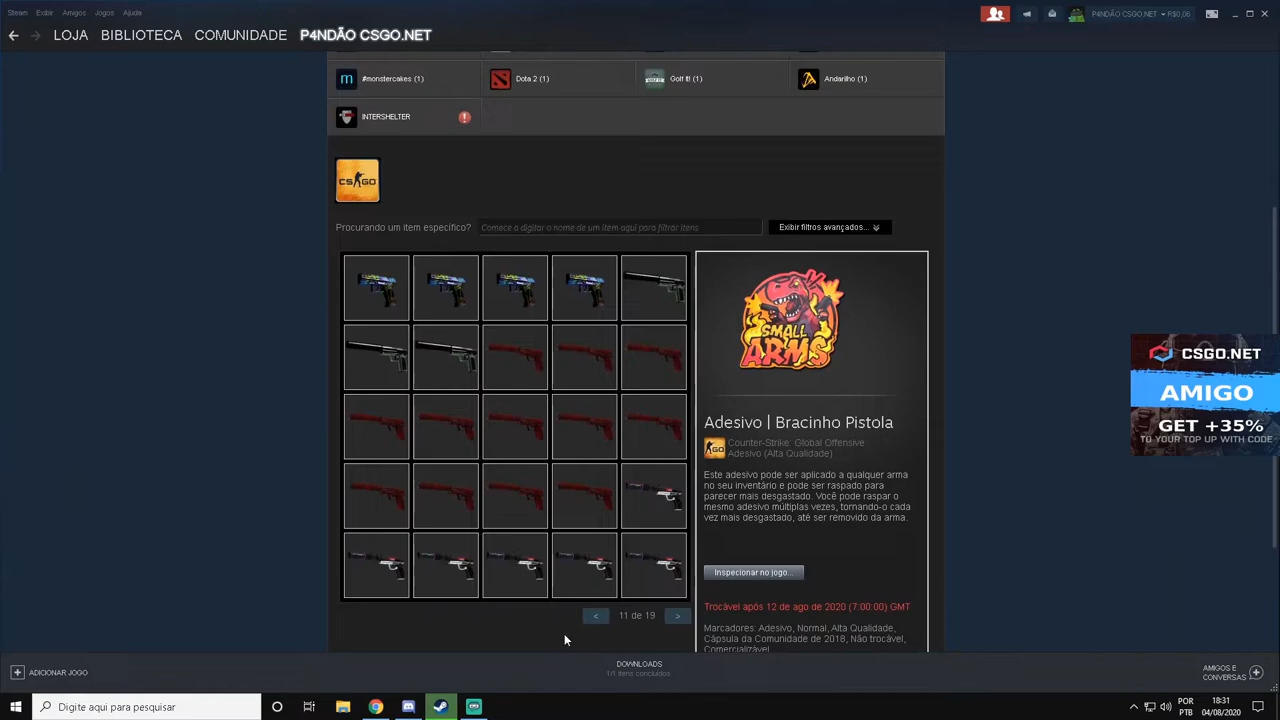 Steam Exibir Amigos Jogos Ajuda
P4NDÃO CSGO.NET R$0,06
LOJA BIBLIOTECA COMUNIDADE P4NDÃO CSGO.NET
#monstercakes (1)
Dota 2 (1)
Golf It! (1)
Andarilho (1)
INTERSHELTER
CS GO
Procurando um item específico?
Comece a digitar o nome de um item aqui para filtrar itens
Exibir filtros avançados...
SMALL
ARMS
Adesivo | Bracinho Pistola
Counter-Strike: Global Offensive
Adesivo (Alta Qualidade)
Este adesivo pode ser aplicado a qualquer arma
no seu inventário e pode ser raspado para
parecer mais desgastado. Você pode raspar o
mesmo adesivo múltiplas vezes, tornando-o cada
vez mais desgastado, até ser removido da arma.
Inspecionar no jogo...
Trocável após 12 de ago de 2020 (7:00:00) GMT
Marcadores: Adesivo, Normal, Alta Qualidade,
Cápsula da Comunidade de 2018, Não trocável,
Comercializável
< 11 de 19 >
CSGO.NET
AMIGO
GET +35%
TO YOUR TOP UP WITH CODE
ADICIONAR JOGO
DOWNLOADS
1/1 itens concluídos
AMIGOS E
CONVERSAS
Digite aqui para pesquisar
POR
PTB
18:31
04/08/2020